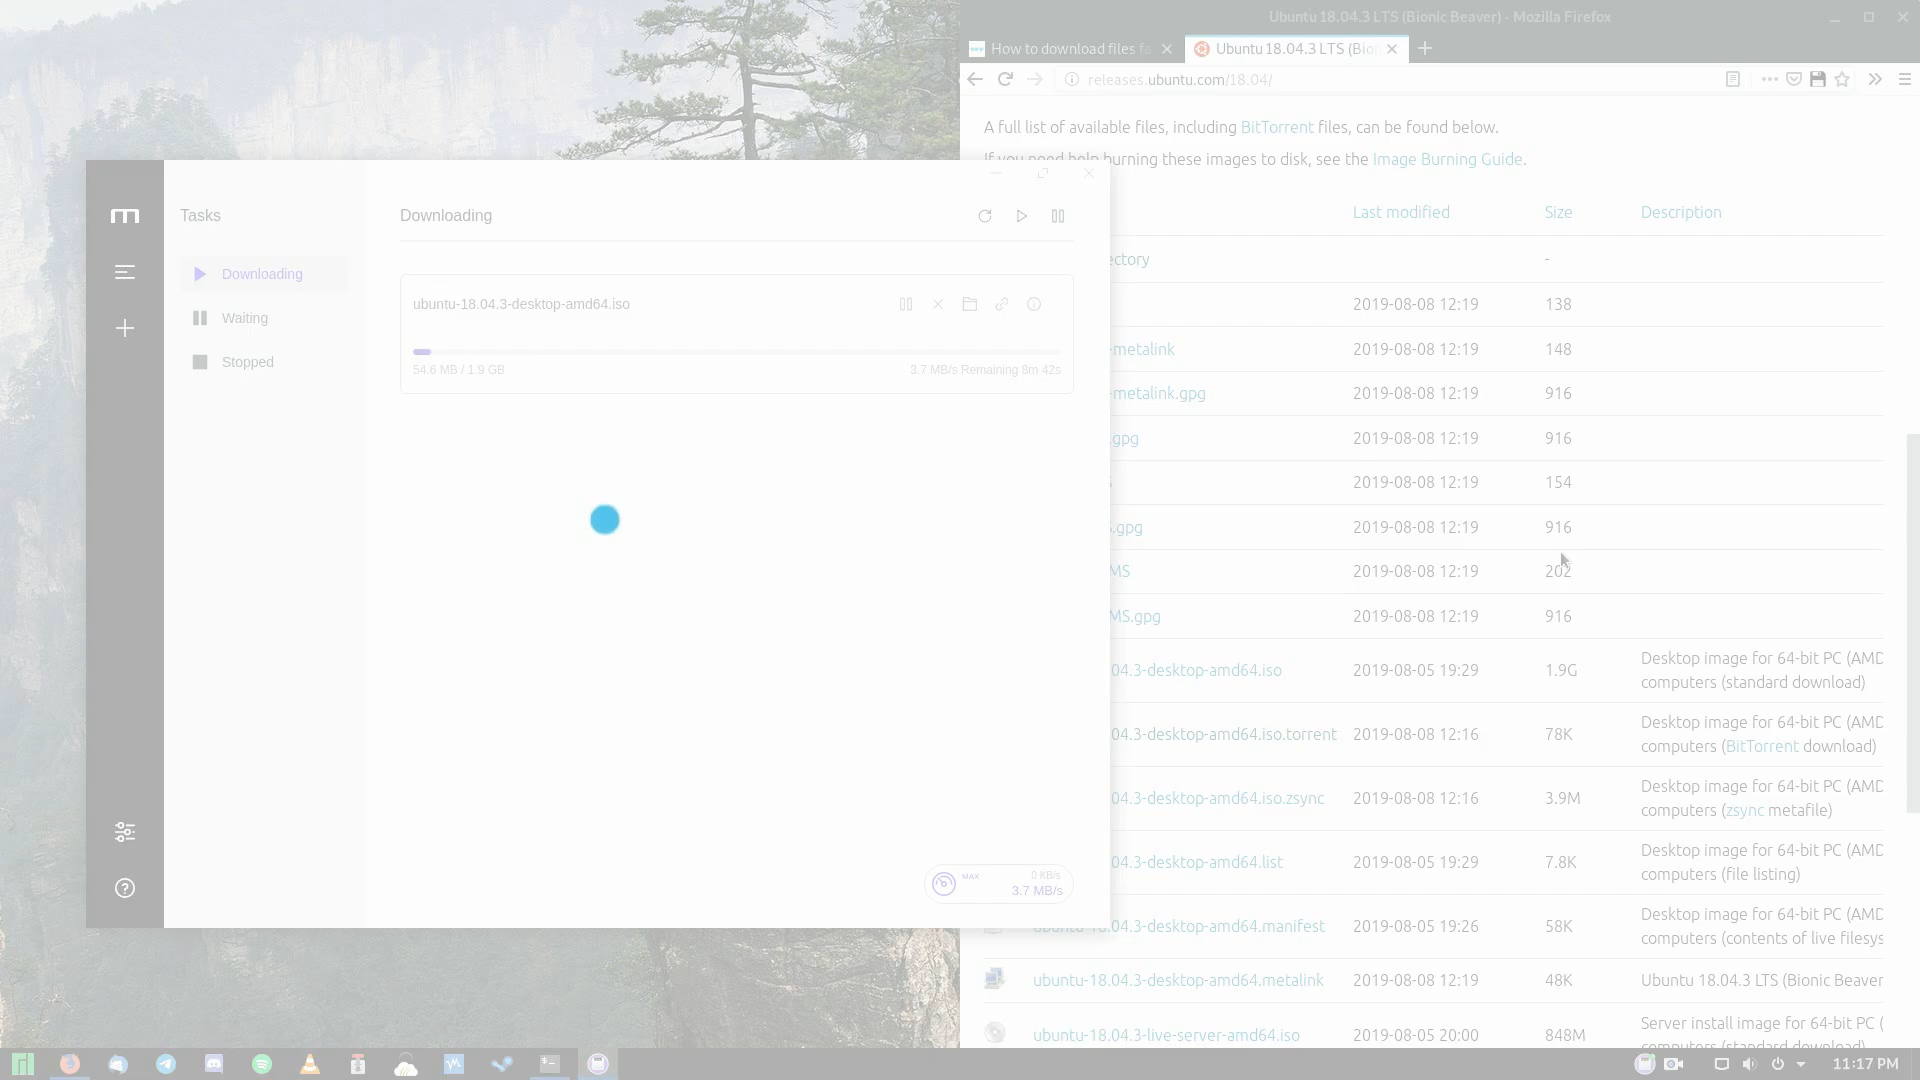 Ubuntu 18.04.3 LTS (Bionic Beaver) - Mozilla Firefox
How to download files fa
Ubuntu 18.04.3 LTS (Bion
releases.ubuntu.com/18.04/
A full list of available files, including BitTorrent files, can be found below.
If you need help burning these images to disk, see the Image Burning Guide.
Tasks
Downloading
Waiting
Stopped
Downloading
ubuntu-18.04.3-desktop-amd64.iso
54.6 MB / 1.9 GB
3.7 MB/s Remaining 8m 42s
MAX
0 KB/s
3.7 MB/s
Last modified Size Description
ectory -
2019-08-08 12:19 138
-metalink 2019-08-08 12:19 148
-metalink.gpg 2019-08-08 12:19 916
.gpg 2019-08-08 12:19 916
2019-08-08 12:19 154
.gpg 2019-08-08 12:19 916
MS 2019-08-08 12:19 202
MS.gpg 2019-08-08 12:19 916
04.3-desktop-amd64.iso 2019-08-05 19:29 1.9G Desktop image for 64-bit PC (AMD
computers (standard download)
04.3-desktop-amd64.iso.torrent 2019-08-08 12:16 78K Desktop image for 64-bit PC (AMD
computers (BitTorrent download)
04.3-desktop-amd64.iso.zsync 2019-08-08 12:16 3.9M Desktop image for 64-bit PC (AMD
computers (zsync metafile)
04.3-desktop-amd64.list 2019-08-05 19:29 7.8K Desktop image for 64-bit PC (AMD
computers (file listing)
ubuntu-18.04.3-desktop-amd64.manifest 2019-08-05 19:26 58K Desktop image for 64-bit PC (AMD
computers (contents of live filesys
ubuntu-18.04.3-desktop-amd64.metalink 2019-08-08 12:19 48K Ubuntu 18.04.3 LTS (Bionic Beaver
ubuntu-18.04.3-live-server-amd64.iso 2019-08-05 20:00 848M Server install image for 64-bit PC (
computers (standard download)
11:17 PM